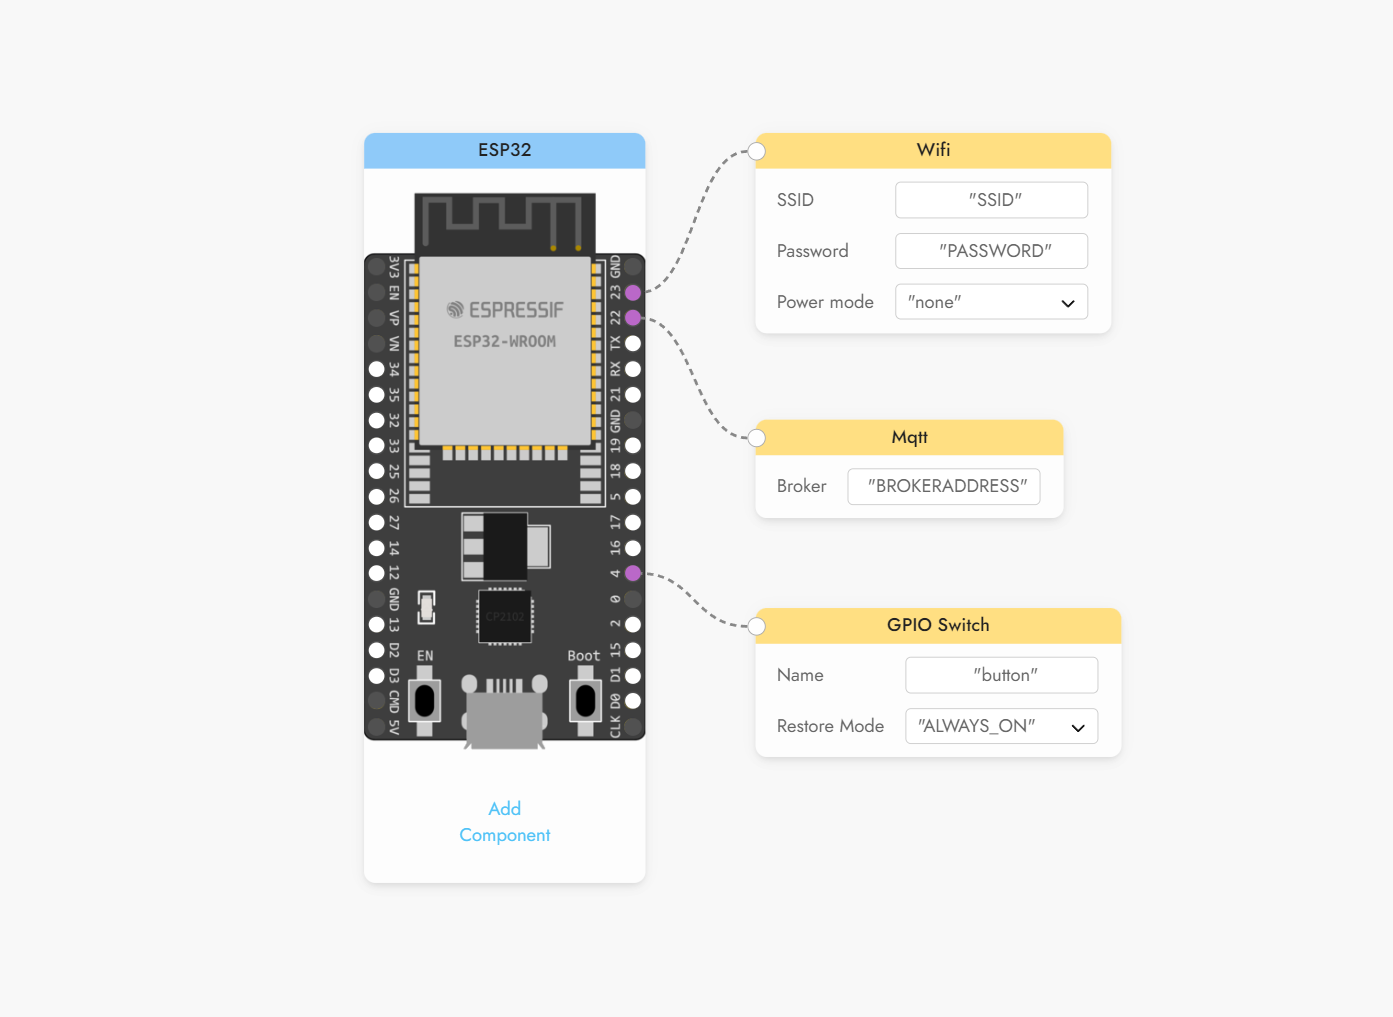 ESP32
ESPRESSIF
ESP32-WROOM
3V3
EN
VP
VN
34
35
32
33
25
26
27
14
12
GND
13
D2
D3
CMD
5V
GND
23
22
TX
RX
21
GND
19
18
5
17
16
4
0
2
15
D1
D0
CLK
CP2102
EN
Boot
Add
Component
Wifi
SSID "SSID"
Password "PASSWORD"
Power mode "none"
Mqtt
Broker "BROKERADDRESS"
GPIO Switch
Name "button"
Restore Mode "ALWAYS_ON"